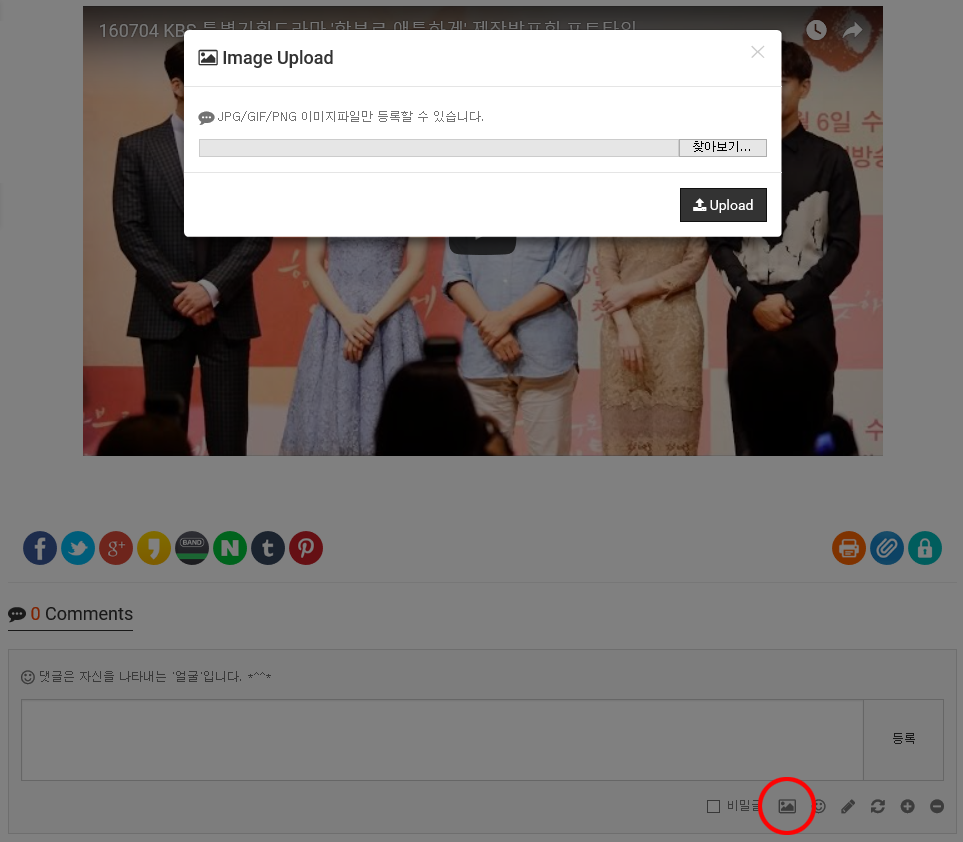 160704 KBS 특별기획드라마 '함부로 애틋하게' 제작발표회 포토타임
Image Upload
JPG/GIF/PNG 이미지파일만 등록할 수 있습니다.
찾아보기...
Upload
6일 수
방송
수
f g+ BAND N t
0 Comments
댓글은 자신을 나타내는 '얼굴'입니다. *^^*
등록
비밀글